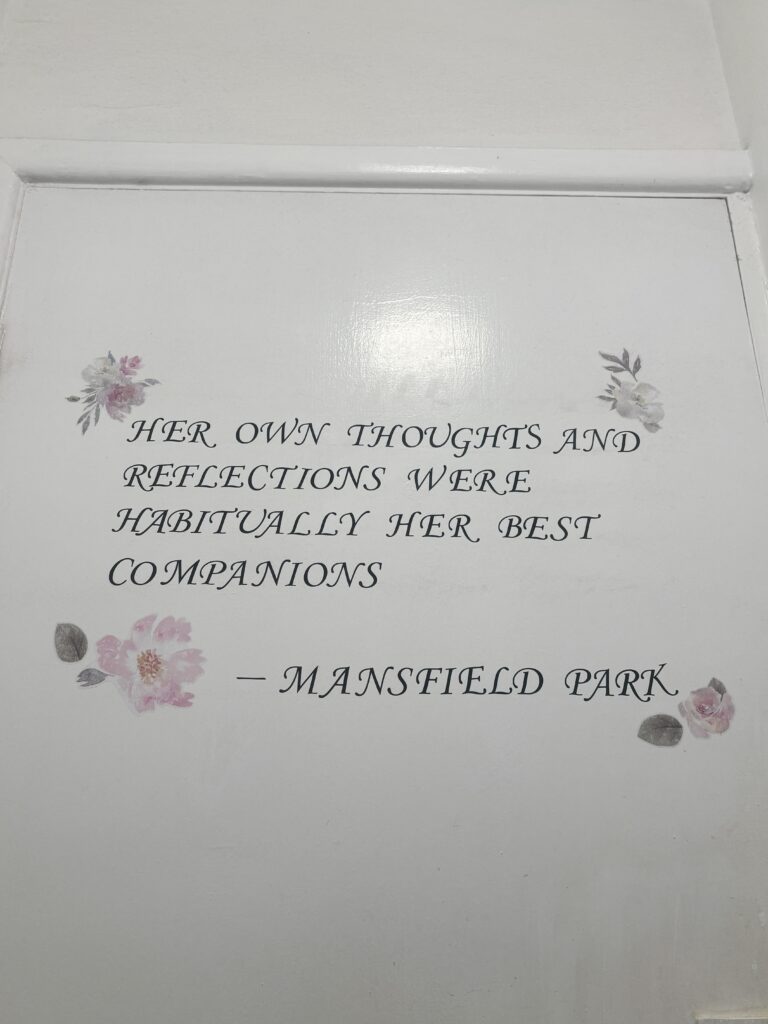 HER OWN THOUGHTS AND
REFLECTIONS WERE
HABITUALLY HER BEST
COMPANIONS
— MANSFIELD PARK